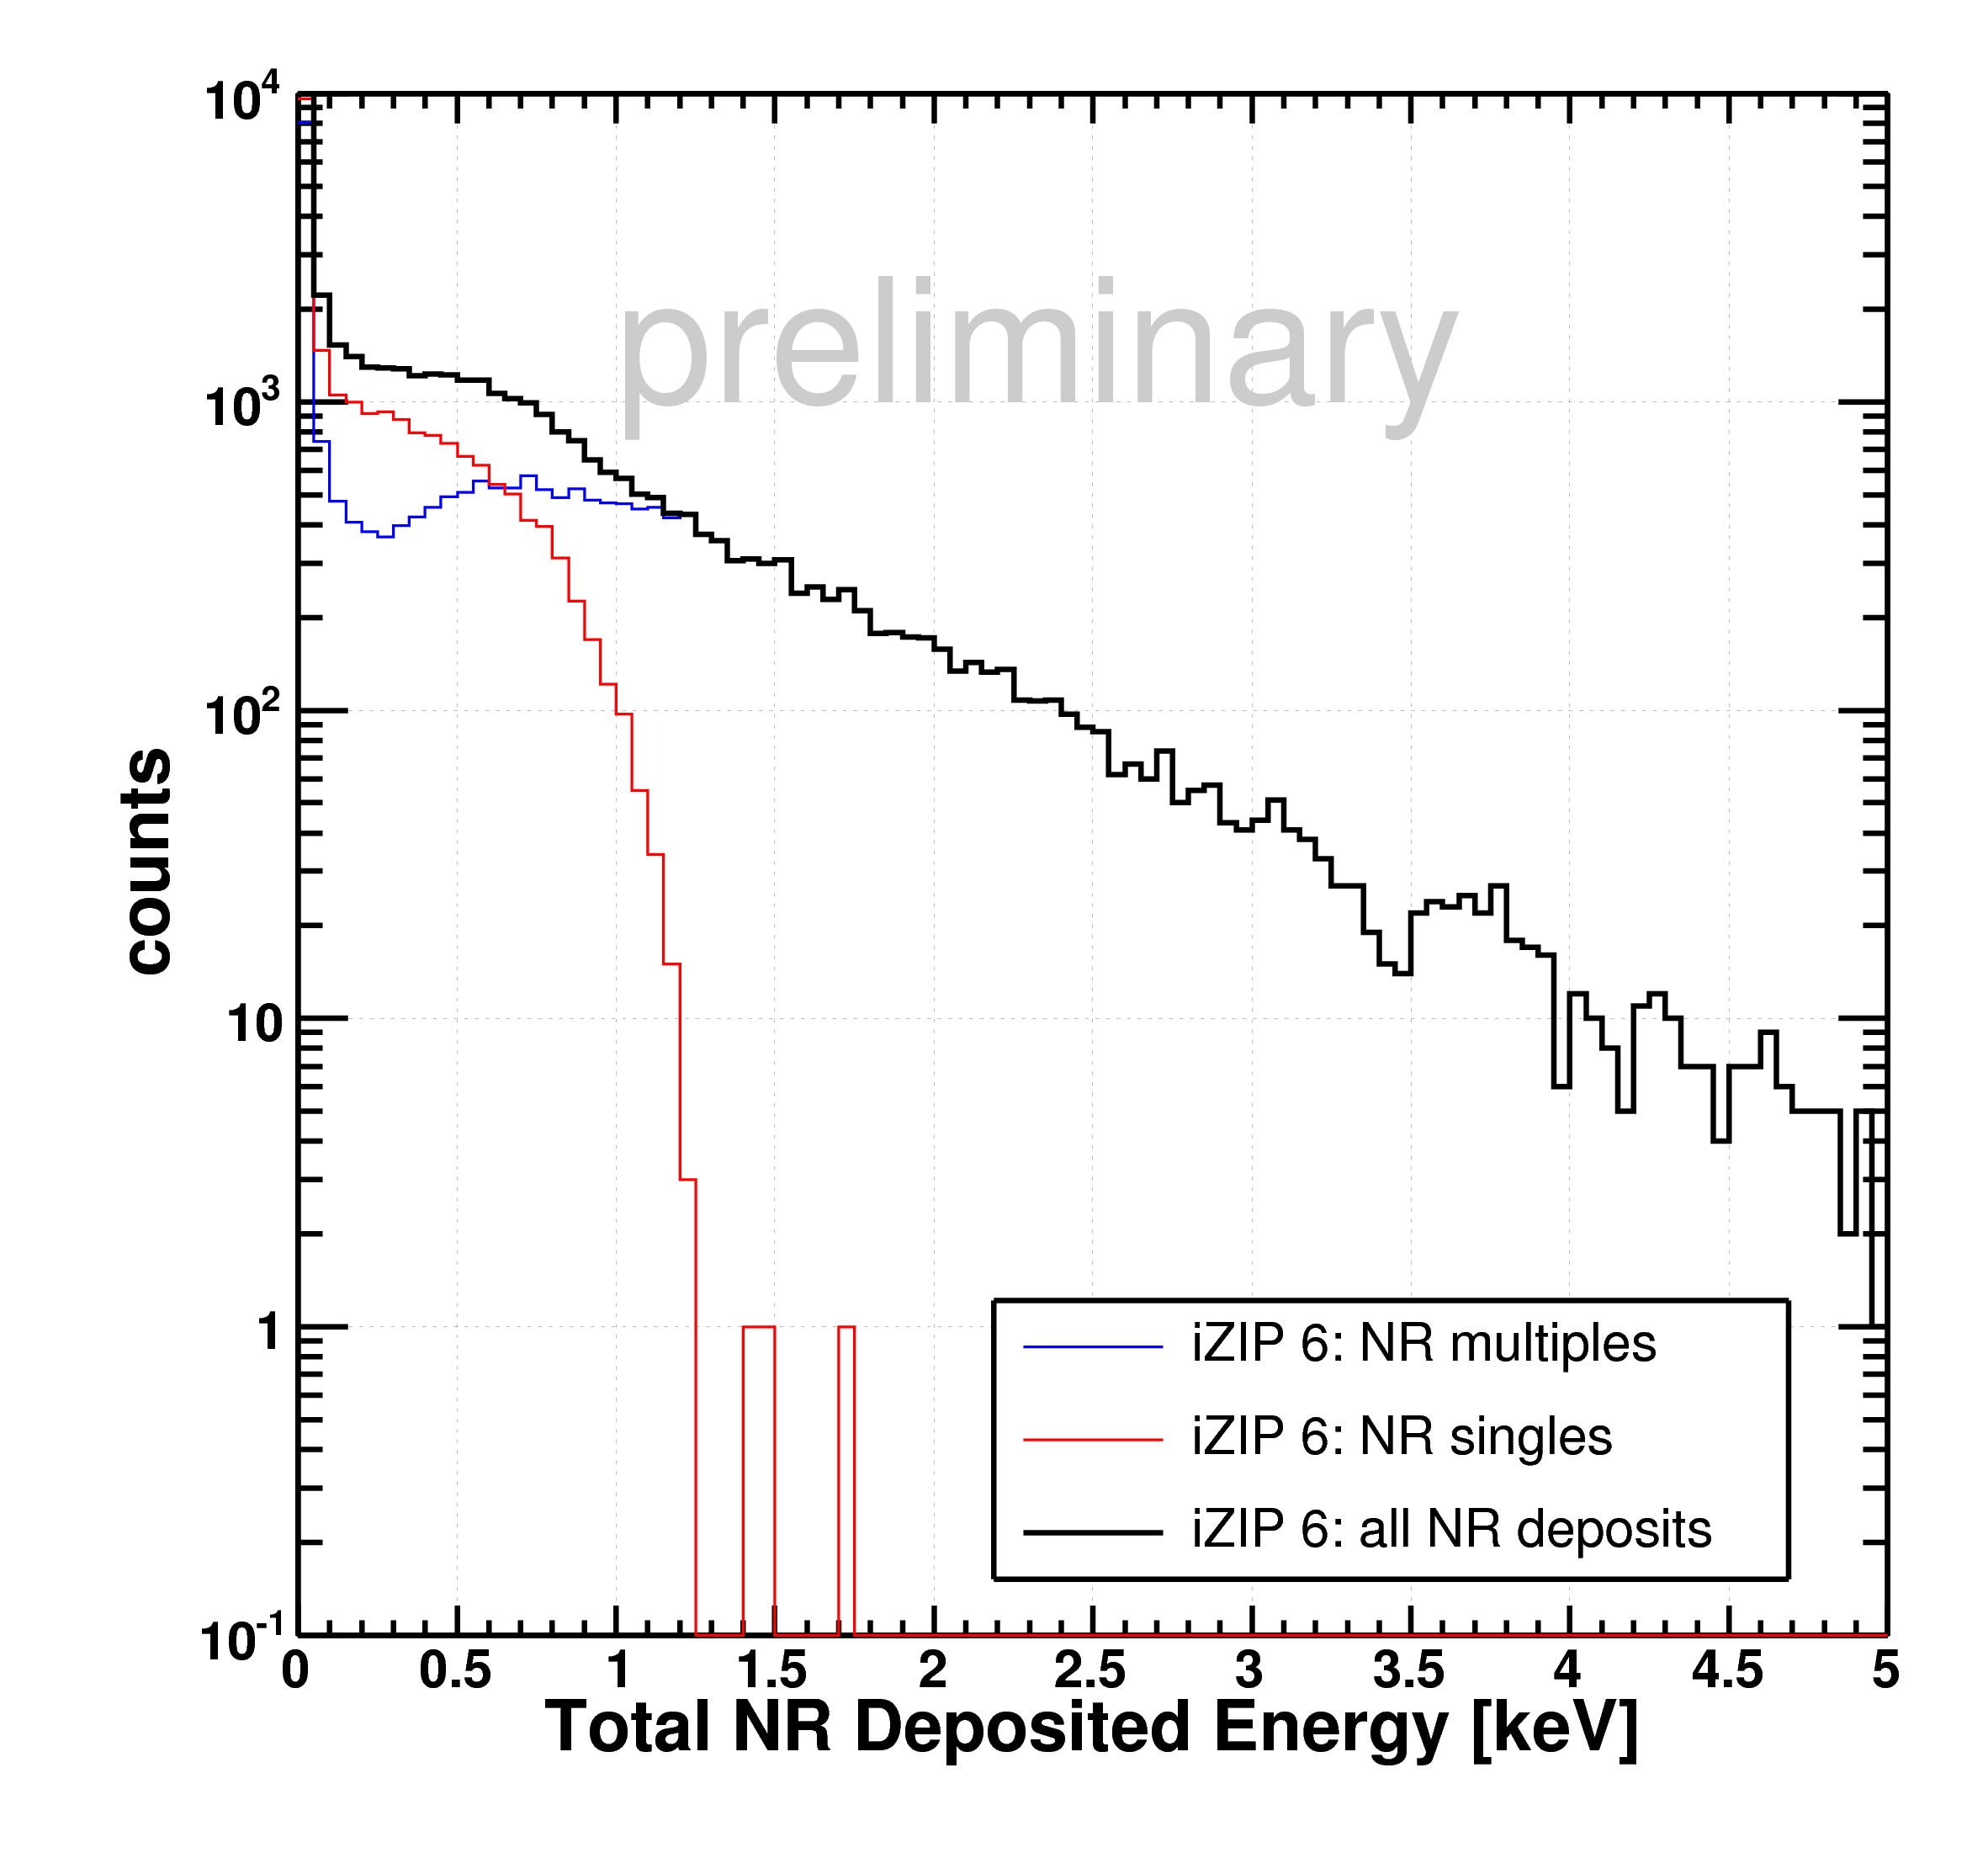 10^4
preliminary
10^3
10^2
counts
10
1
iZIP 6: NR multiples
iZIP 6: NR singles
iZIP 6: all NR deposits
10^-1
0 0.5 1 1.5 2 2.5 3 3.5 4 4.5 5
Total NR Deposited Energy [keV]